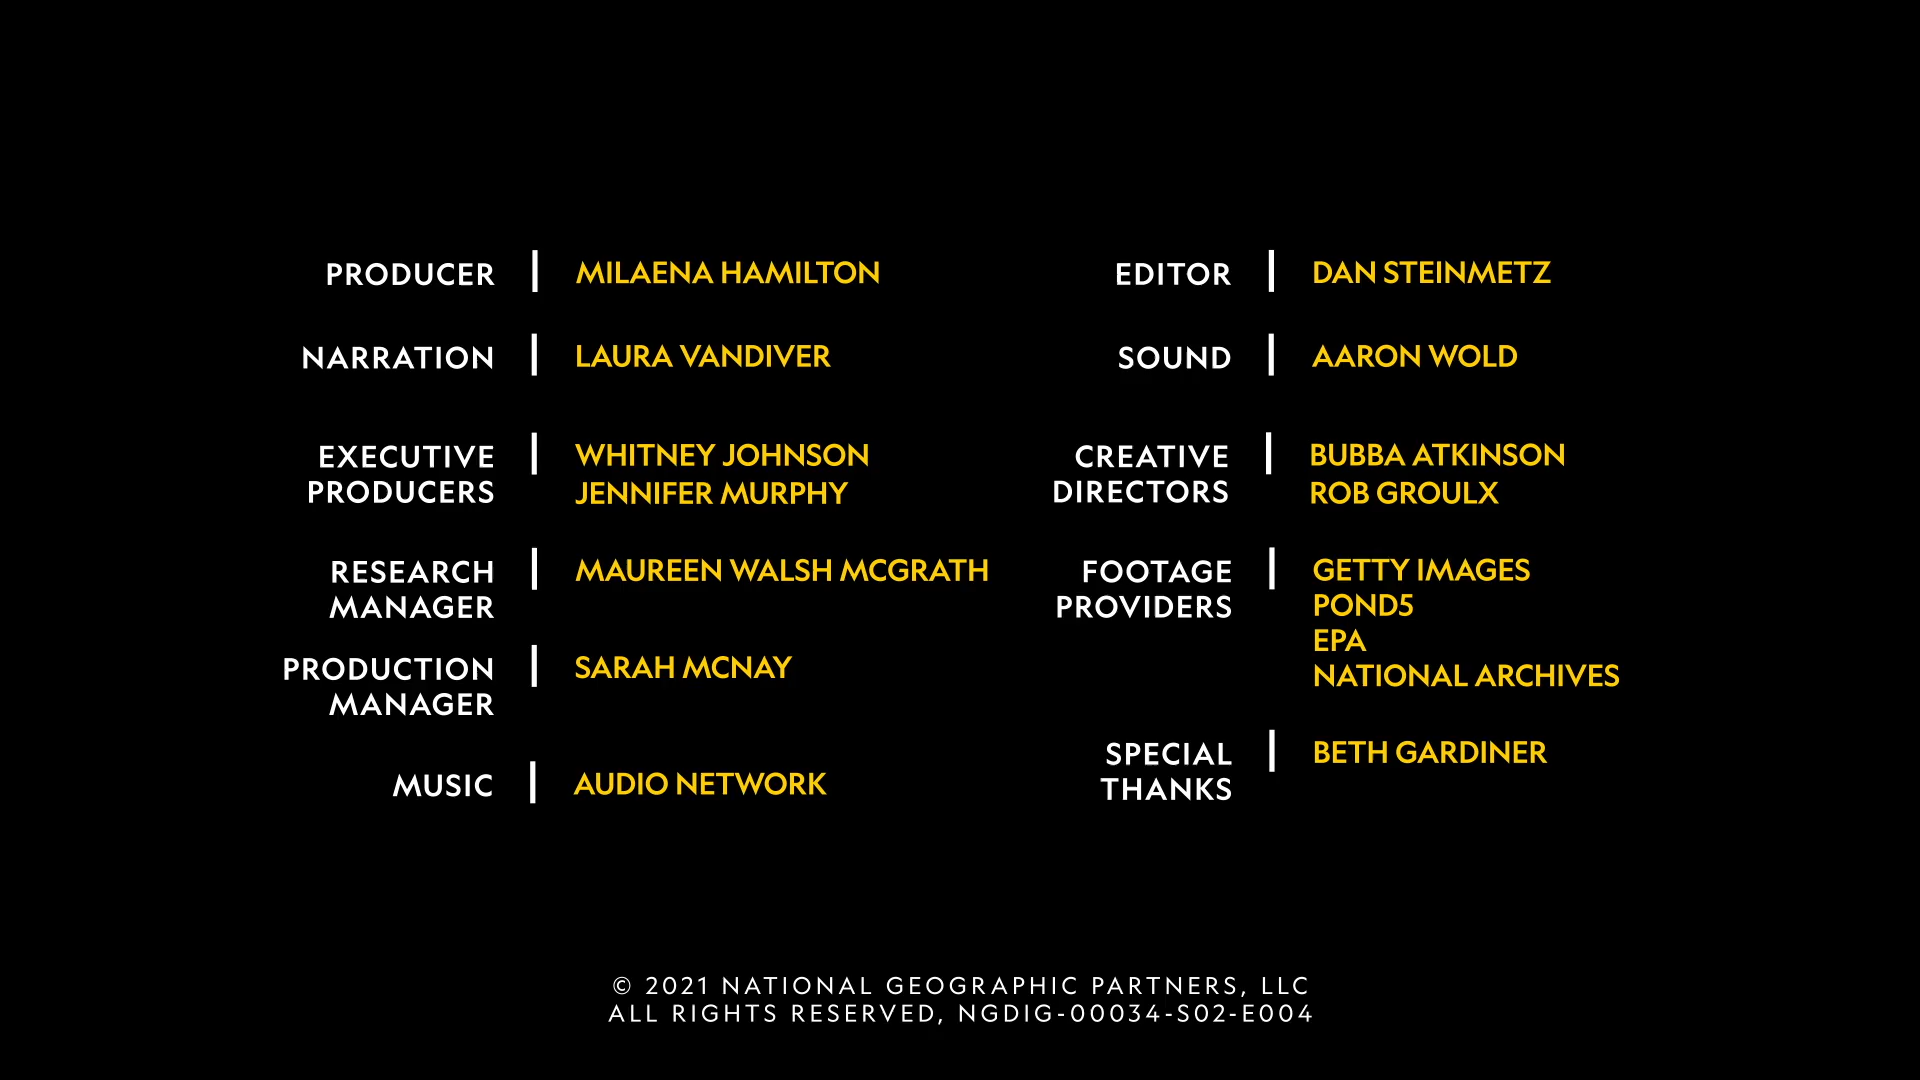 PRODUCER | MILAENA HAMILTON
NARRATION | LAURA VANDIVER
EXECUTIVE PRODUCERS | WHITNEY JOHNSON
JENNIFER MURPHY
RESEARCH MANAGER | MAUREEN WALSH MCGRATH
PRODUCTION MANAGER | SARAH MCNAY
MUSIC | AUDIO NETWORK
EDITOR | DAN STEINMETZ
SOUND | AARON WOLD
CREATIVE DIRECTORS | BUBBA ATKINSON
ROB GROULX
FOOTAGE PROVIDERS | GETTY IMAGES
POND5
EPA
NATIONAL ARCHIVES
SPECIAL THANKS | BETH GARDINER
© 2021 NATIONAL GEOGRAPHIC PARTNERS, LLC
ALL RIGHTS RESERVED, NGDIG-00034-S02-E004